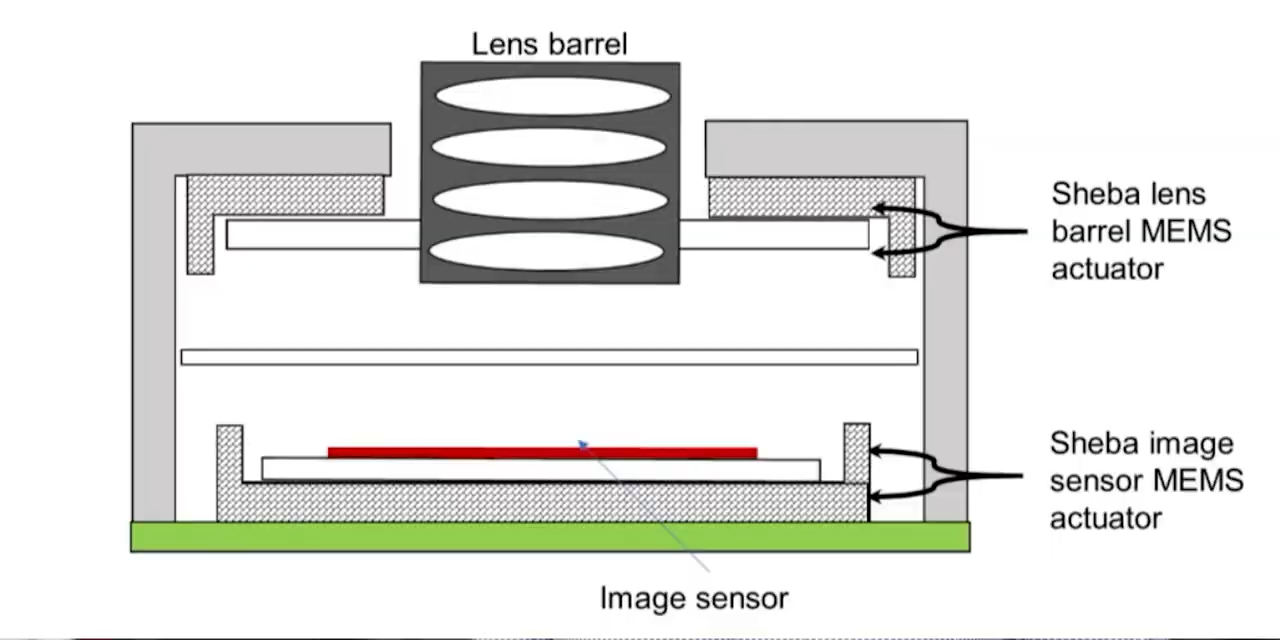 Lens barrel
Sheba lens
barrel MEMS
actuator
Sheba image
sensor MEMS
actuator
Image sensor